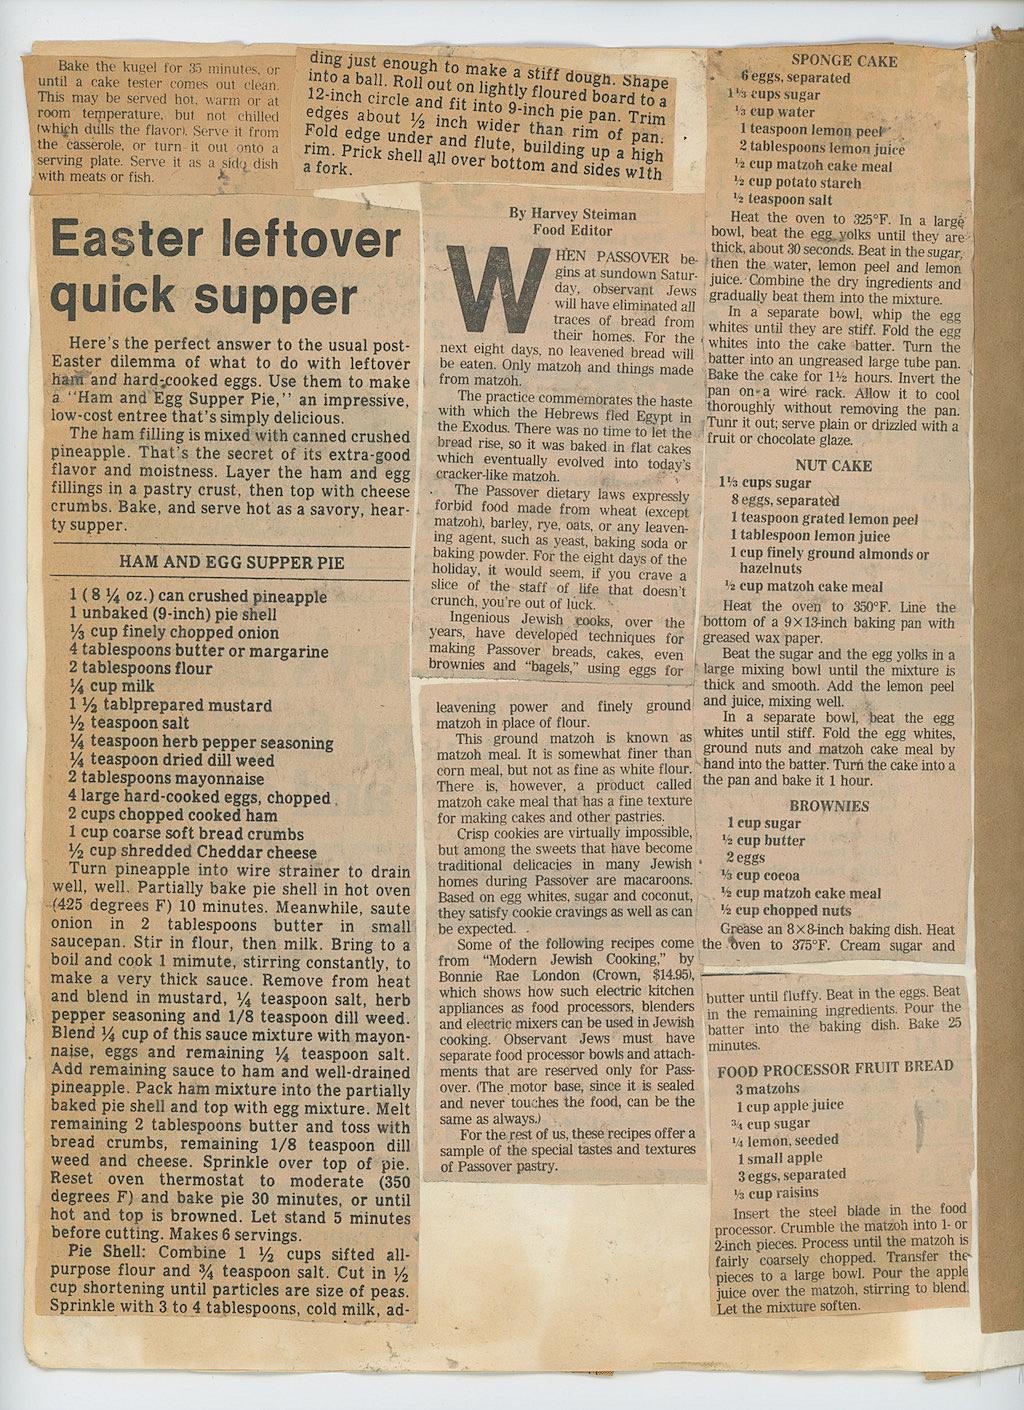 Bake the kugel for 35 minutes, or
until a cake tester comes out clean.
This may be served hot, warm or at
room temperature, but not chilled
(which dulls the flavor). Serve it from
the casserole, or turn it out onto a
serving plate. Serve it as a side dish
with meats or fish.
ding just enough to make a stiff dough. Shape
into a ball. Roll out on lightly floured board to a
12-inch circle and fit into 9-inch pie pan. Trim
edges about ½ inch wider than rim of pan.
Fold edge under and flute, building up a high
rim. Prick shell all over bottom and sides w1th
a fork.
Easter leftover
quick supper
Here's the perfect answer to the usual post-
Easter dilemma of what to do with leftover
ham and hard-cooked eggs. Use them to make
a "Ham and Egg Supper Pie," an impressive,
low-cost entree that's simply delicious.
The ham filling is mixed with canned crushed
pineapple. That's the secret of its extra-good
flavor and moistness. Layer the ham and egg
fillings in a pastry crust, then top with cheese
crumbs. Bake, and serve hot as a savory, hear-
ty supper.
HAM AND EGG SUPPER PIE
1 ( 8 ¼ oz.) can crushed pineapple
1 unbaked (9-inch) pie shell
⅓ cup finely chopped onion
4 tablespoons butter or margarine
2 tablespoons flour
¼ cup milk
1 ½ tablprepared mustard
½ teaspoon salt
¼ teaspoon herb pepper seasoning
¼ teaspoon dried dill weed
2 tablespoons mayonnaise
4 large hard-cooked eggs, chopped
2 cups chopped cooked ham
1 cup coarse soft bread crumbs
½ cup shredded Cheddar cheese
Turn pineapple into wire strainer to drain
well, well. Partially bake pie shell in hot oven
(425 degrees F) 10 minutes. Meanwhile, saute
onion in 2 tablespoons butter in small
saucepan. Stir in flour, then milk. Bring to a
boil and cook 1 mimute, stirring constantly, to
make a very thick sauce. Remove from heat
and blend in mustard, ¼ teaspoon salt, herb
pepper seasoning and 1/8 teaspoon dill weed.
Blend ¼ cup of this sauce mixture with mayon-
naise, eggs and remaining ¼ teaspoon salt.
Add remaining sauce to ham and well-drained
pineapple. Pack ham mixture into the partially
baked pie shell and top with egg mixture. Melt
remaining 2 tablespoons butter and toss with
bread crumbs, remaining 1/8 teaspoon dill
weed and cheese. Sprinkle over top of pie.
Reset oven thermostat to moderate (350
degrees F) and bake pie 30 minutes, or until
hot and top is browned. Let stand 5 minutes
before cutting. Makes 6 servings.
Pie Shell: Combine 1 ½ cups sifted all-
purpose flour and ¾ teaspoon salt. Cut in ½
cup shortening until particles are size of peas.
Sprinkle with 3 to 4 tablespoons, cold milk, ad-
By Harvey Steiman
Food Editor
WHEN PASSOVER be-
gins at sundown Satur-
day, observant Jews
will have eliminated all
traces of bread from
their homes. For the
next eight days, no leavened bread will
be eaten. Only matzoh and things made
from matzoh.
The practice commemorates the haste
with which the Hebrews fled Egypt in
the Exodus. There was no time to let the
bread rise, so it was baked in flat cakes
which eventually evolved into today's
cracker-like matzoh.
The Passover dietary laws expressly
forbid food made from wheat (except
matzoh), barley, rye, oats, or any leaven-
ing agent, such as yeast, baking soda or
baking powder. For the eight days of the
holiday, it would seem, if you crave a
slice of the staff of life that doesn't
crunch, you're out of luck.
Ingenious Jewish cooks, over the
years, have developed techniques for
making Passover breads, cakes, even
brownies and "bagels," using eggs for
leavening power and finely ground
matzoh in place of flour.
This ground matzoh is known as
matzoh meal. It is somewhat finer than
corn meal, but not as fine as white flour.
There is, however, a product called
matzoh cake meal that has a fine texture
for making cakes and other pastries.
Crisp cookies are virtually impossible,
but among the sweets that have become
traditional delicacies in many Jewish
homes during Passover are macaroons.
Based on egg whites, sugar and coconut,
they satisfy cookie cravings as well as can
be expected.
Some of the following recipes come
from "Modern Jewish Cooking," by
Bonnie Rae London (Crown, $14.95),
which shows how such electric kitchen
appliances as food processors, blenders
and electric mixers can be used in Jewish
cooking. Observant Jews must have
separate food processor bowls and attach-
ments that are reserved only for Pass-
over. (The motor base, since it is sealed
and never touches the food, can be the
same as always.)
For the rest of us, these recipes offer a
sample of the special tastes and textures
of Passover pastry.
SPONGE CAKE
6 eggs, separated
1⅓ cups sugar
⅓ cup water
1 teaspoon lemon peel
2 tablespoons lemon juice
½ cup matzoh cake meal
½ cup potato starch
½ teaspoon salt
Heat the oven to 325°F. In a large
bowl, beat the egg yolks until they are
thick, about 30 seconds. Beat in the sugar,
then the water, lemon peel and lemon
juice. Combine the dry ingredients and
gradually beat them into the mixture.
In a separate bowl, whip the egg
whites until they are stiff. Fold the egg
whites into the cake batter. Turn the
batter into an ungreased large tube pan.
Bake the cake for 1½ hours. Invert the
pan on a wire rack. Allow it to cool
thoroughly without removing the pan.
Tunr it out; serve plain or drizzled with a
fruit or chocolate glaze.
NUT CAKE
1⅓ cups sugar
8 eggs, separated
1 teaspoon grated lemon peel
1 tablespoon lemon juice
1 cup finely ground almonds or
hazelnuts
½ cup matzoh cake meal
Heat the oven to 350°F. Line the
bottom of a 9×13-inch baking pan with
greased wax paper.
Beat the sugar and the egg yolks in a
large mixing bowl until the mixture is
thick and smooth. Add the lemon peel
and juice, mixing well.
In a separate bowl, beat the egg
whites until stiff. Fold the egg whites,
ground nuts and matzoh cake meal by
hand into the batter. Turn the cake into a
the pan and bake it 1 hour.
BROWNIES
1 cup sugar
½ cup butter
2 eggs
⅓ cup cocoa
½ cup matzoh cake meal
½ cup chopped nuts
Grease an 8×8-inch baking dish. Heat
the oven to 375°F. Cream sugar and
butter until fluffy. Beat in the eggs. Beat
in the remaining ingredients. Pour the
batter into the baking dish. Bake 25
minutes.
FOOD PROCESSOR FRUIT BREAD
3 matzohs
1 cup apple juice
¾ cup sugar
¼ lemon, seeded
1 small apple
3 eggs, separated
⅓ cup raisins
Insert the steel blade in the food
processor. Crumble the matzoh into 1- or
2-inch pieces. Process until the matzoh is
fairly coarsely chopped. Transfer the
pieces to a large bowl. Pour the apple
juice over the matzoh, stirring to blend.
Let the mixture soften.